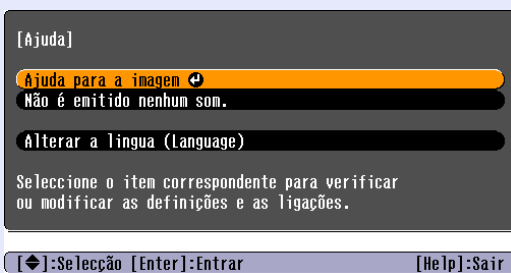 [Ajuda]
Ajuda para a imagem
Não é emitido nenhum som.
Alterar a lingua (Language)
Seleccione o item correspondente para verificar
ou modificar as definições e as ligações.
[◆]:Selecção [Enter]:Entrar [Help]:Sair